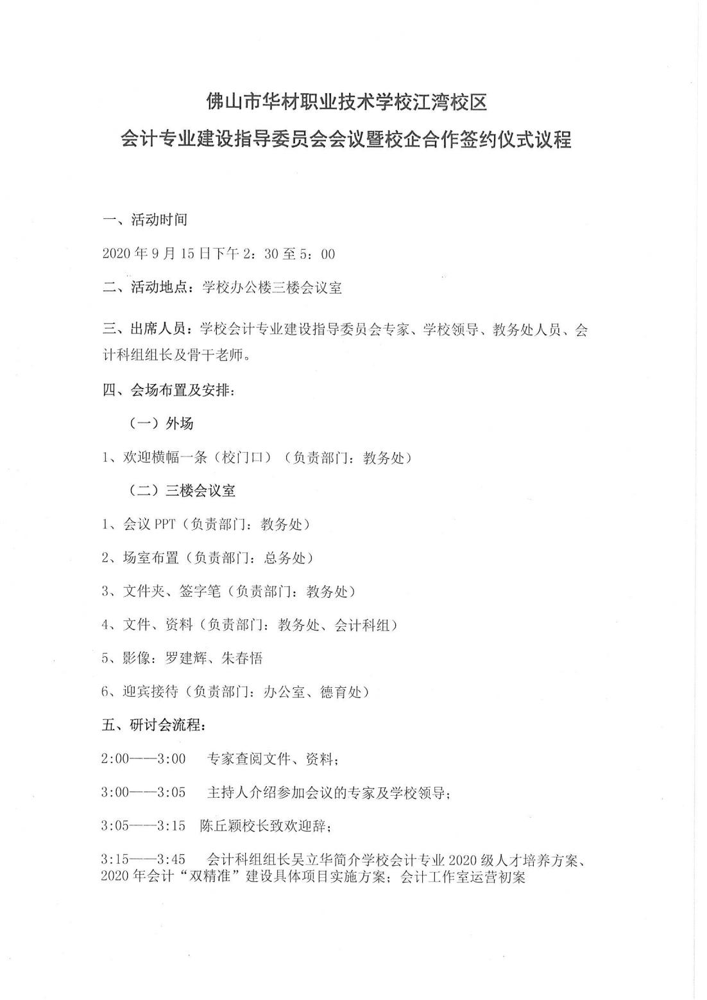 佛山市华材职业技术学校江湾校区
会计专业建设指导委员会会议暨校企合作签约仪式议程
一、活动时间
2020 年 9 月 15 日下午 2：30 至 5：00
二、活动地点：学校办公楼三楼会议室
三、出席人员：学校会计专业建设指导委员会专家、学校领导、教务处人员、会
计科组组长及骨干老师。
四、会场布置及安排：
（一）外场
1、欢迎横幅一条（校门口）（负责部门：教务处）
（二）三楼会议室
1、会议 PPT（负责部门：教务处）
2、场室布置（负责部门：总务处）
3、文件夹、签字笔（负责部门：教务处）
4、文件、资料（负责部门：教务处、会计科组）
5、影像：罗建辉、朱春悟
6、迎宾接待（负责部门：办公室、德育处）
五、研讨会流程：
2:00——3:00 专家查阅文件、资料；
3:00——3:05 主持人介绍参加会议的专家及学校领导；
3:05——3:15 陈丘颖校长致欢迎辞；
3:15——3:45 会计科组组长吴立华简介学校会计专业 2020 级人才培养方案、
2020 年会计“双精准”建设具体项目实施方案；会计工作室运营初案